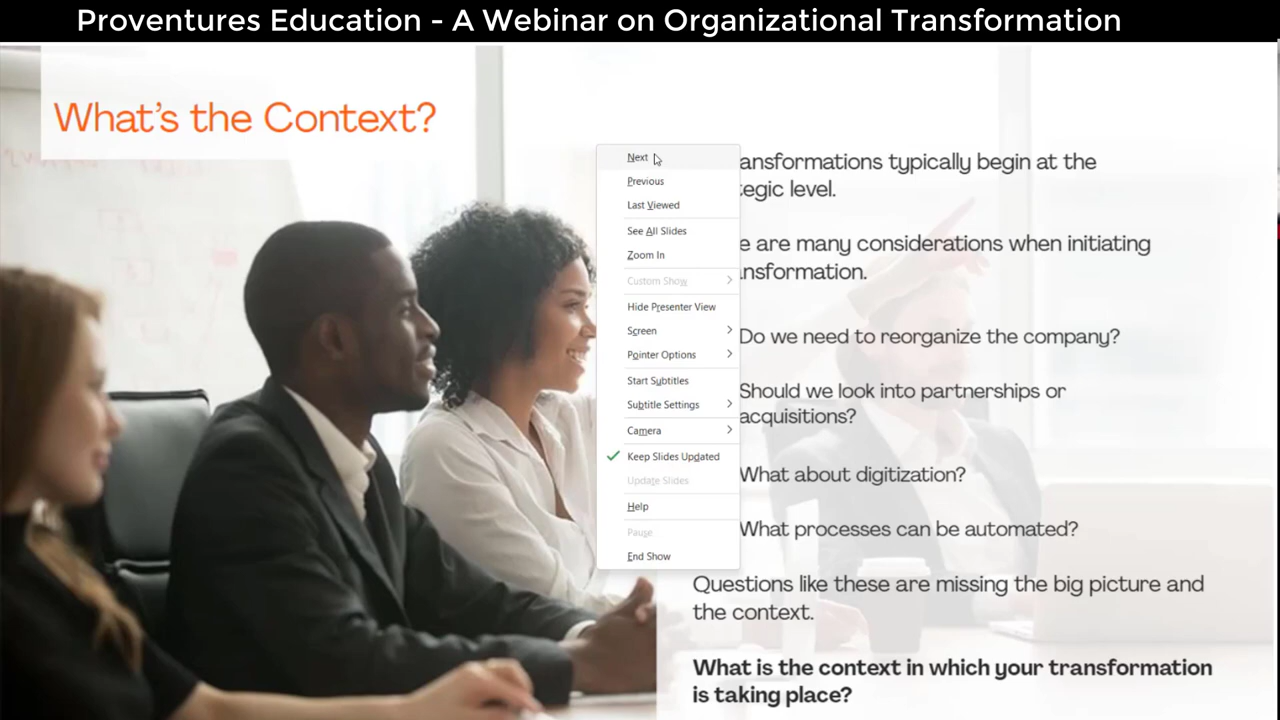 Proventures Education - A Webinar on Organizational Transformation
What's the Context?
Next
Previous
Last Viewed
See All Slides
Zoom In
Custom Show
Hide Presenter View
Screen
Pointer Options
Start Subtitles
Subtitle Settings
Camera
Keep Slides Updated
Update Slides
Help
Pause
End Show
ansformations typically begin at the
tegic level.
e are many considerations when initiating
nsformation.
Do we need to reorganize the company?
Should we look into partnerships or
acquisitions?
What about digitization?
What processes can be automated?
Questions like these are missing the big picture and
the context.
What is the context in which your transformation
is taking place?